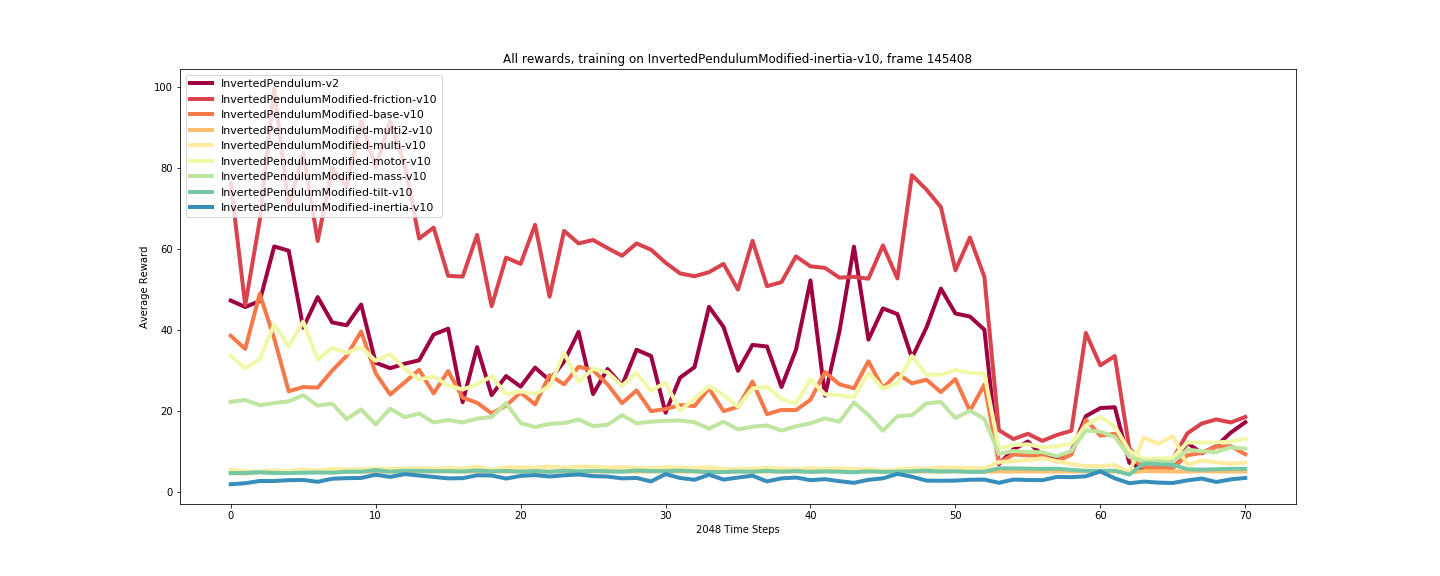 All rewards, training on InvertedPendulumModified-inertia-v10, frame 145408
InvertedPendulum-v2
InvertedPendulumModified-friction-v10
InvertedPendulumModified-base-v10
InvertedPendulumModified-multi2-v10
InvertedPendulumModified-multi-v10
InvertedPendulumModified-motor-v10
InvertedPendulumModified-mass-v10
InvertedPendulumModified-tilt-v10
InvertedPendulumModified-inertia-v10
100
80
60
40
20
0
Average Reward
0 10 20 30 40 50 60 70
2048 Time Steps